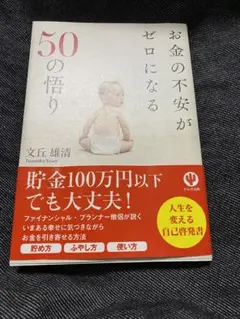 お金の不安が
ゼロになる
50の悟り
文丘 雄清
貯金100万円以下
でも大丈夫!
ファイナンシャル・プランナー僧侶が説く
いまある幸せに気づきながら
お金を引き寄せる方法
貯め方
ふやし方
使い方
人生を
変える
自己啓発書